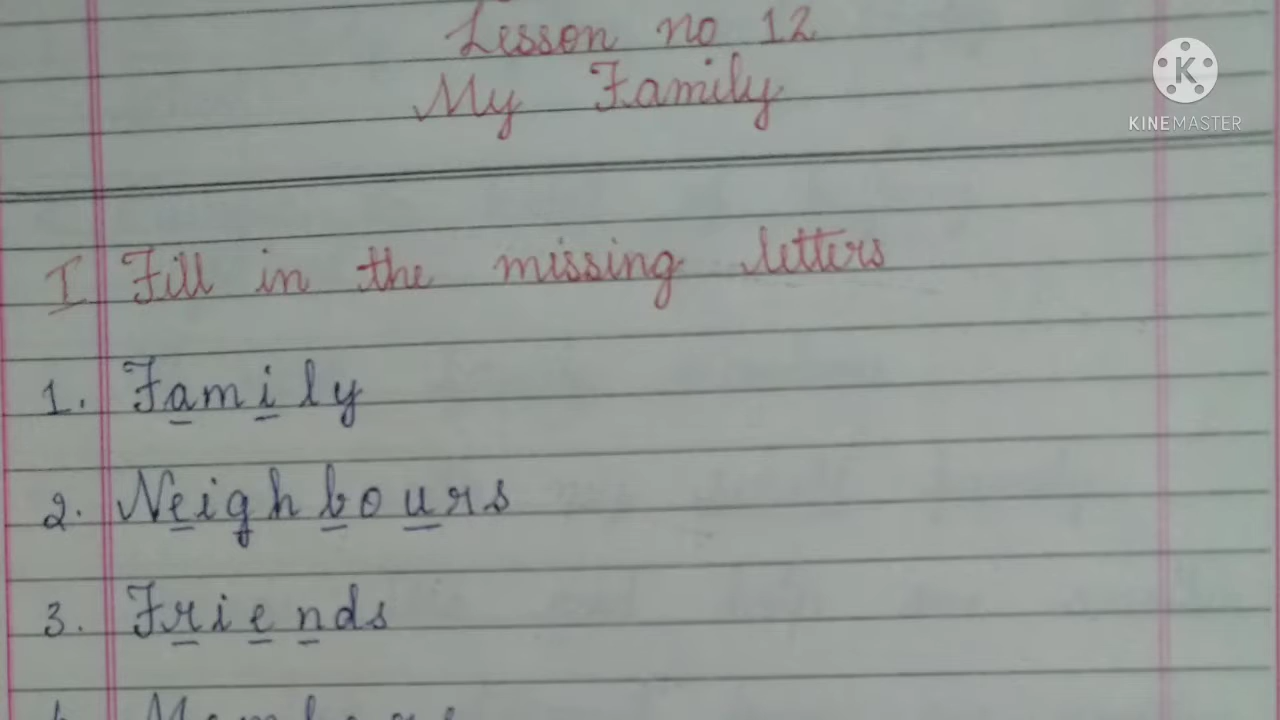 Lesson no 12
My Family
KINEMASTER
I Fill in the missing letters
1. Family
2. Neighbours
3. Friends